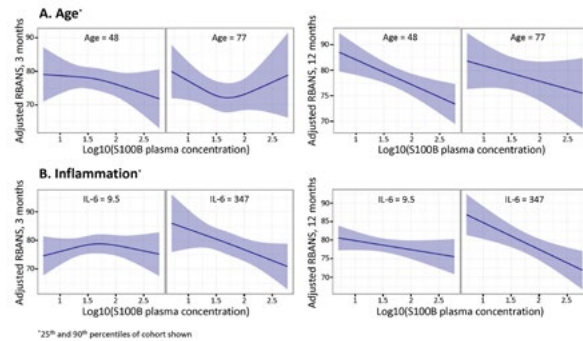 A. Age*
Age = 48
Age = 77
Age = 48
Age = 77
Adjusted RBANS, 3 months
90
80
70
Adjusted RBANS, 12 months
90
85
80
75
70
1 1.5 2 2.5 1 1.5 2 2.5
1 1.5 2 2.5 1 1.5 2 2.5
Log10(S100B plasma concentration)
Log10(S100B plasma concentration)
B. Inflammation*
IL-6 = 9.5
IL-6 = 347
IL-6 = 9.5
IL-6 = 347
Adjusted RBANS, 3 months
90
80
70
Adjusted RBANS, 12 months
90
85
80
75
70
1 1.5 2 2.5 1 1.5 2 2.5
1 1.5 2 2.5 1 1.5 2 2.5
Log10(S100B plasma concentration)
Log10(S100B plasma concentration)
*25th and 90th percentiles of cohort shown